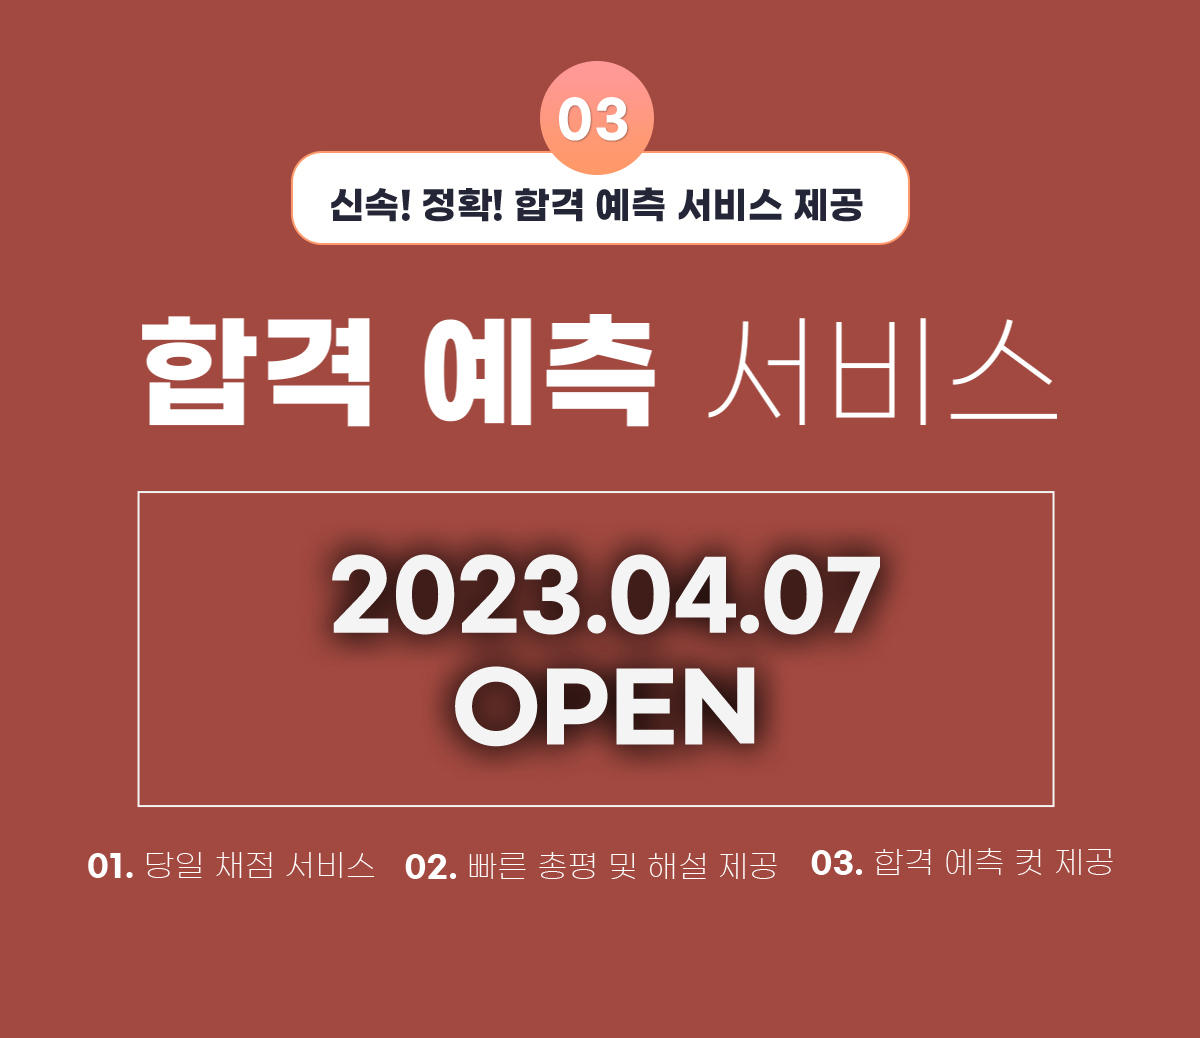 03
신속! 정확! 합격 예측 서비스 제공
합격 예측 서비스
2023.04.07
OPEN
01. 당일 채점 서비스 02. 빠른 총평 및 해설 제공 03. 합격 예측 컷 제공